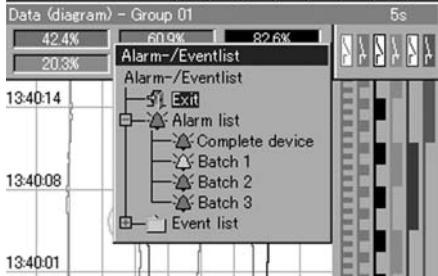 Data (diagram) - Group 01 5s
42.4% 60.9% 82.6%
20.3%
Alarm-/Eventlist
Alarm-/Eventlist
Exit
Alarm list
Complete device
Batch 1
Batch 2
Batch 3
Event list
13:40:14
13:40:08
13:40:01